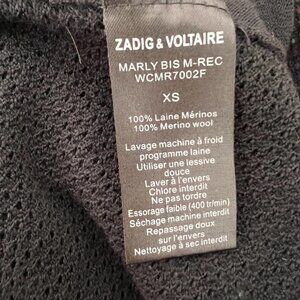 ZADIG & VOLTAIRE
MARLY BIS M-REC
WCMR7002F
XS
100% Laine Mérinos
100% Merino wool
Lavage machine à froid
programme laine
Utiliser une lessive
douce
Laver à l'envers
Chlore interdit
Ne pas tordre
Essorage faible (400 tr/min)
Séchage machine interdit
Repassage doux
sur l'envers
Nettoyage à sec interdit